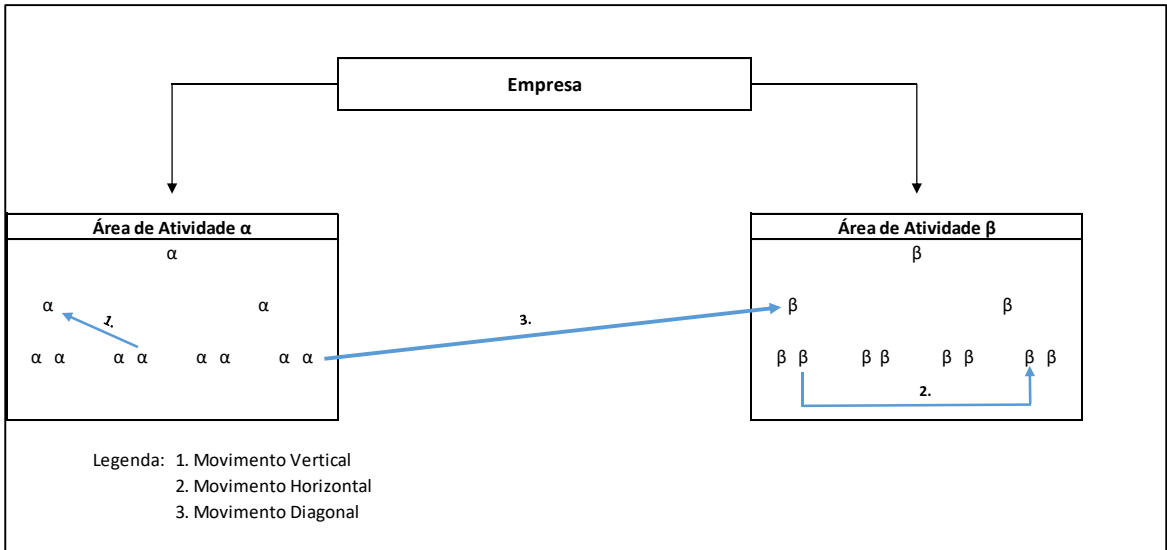 Empresa
Área de Atividade α
Área de Atividade β
α
β
α α
β β
1.
3.
α α α α α α α α
β β β β β β β β
2.
Legenda: 1. Movimento Vertical
2. Movimento Horizontal
3. Movimento Diagonal